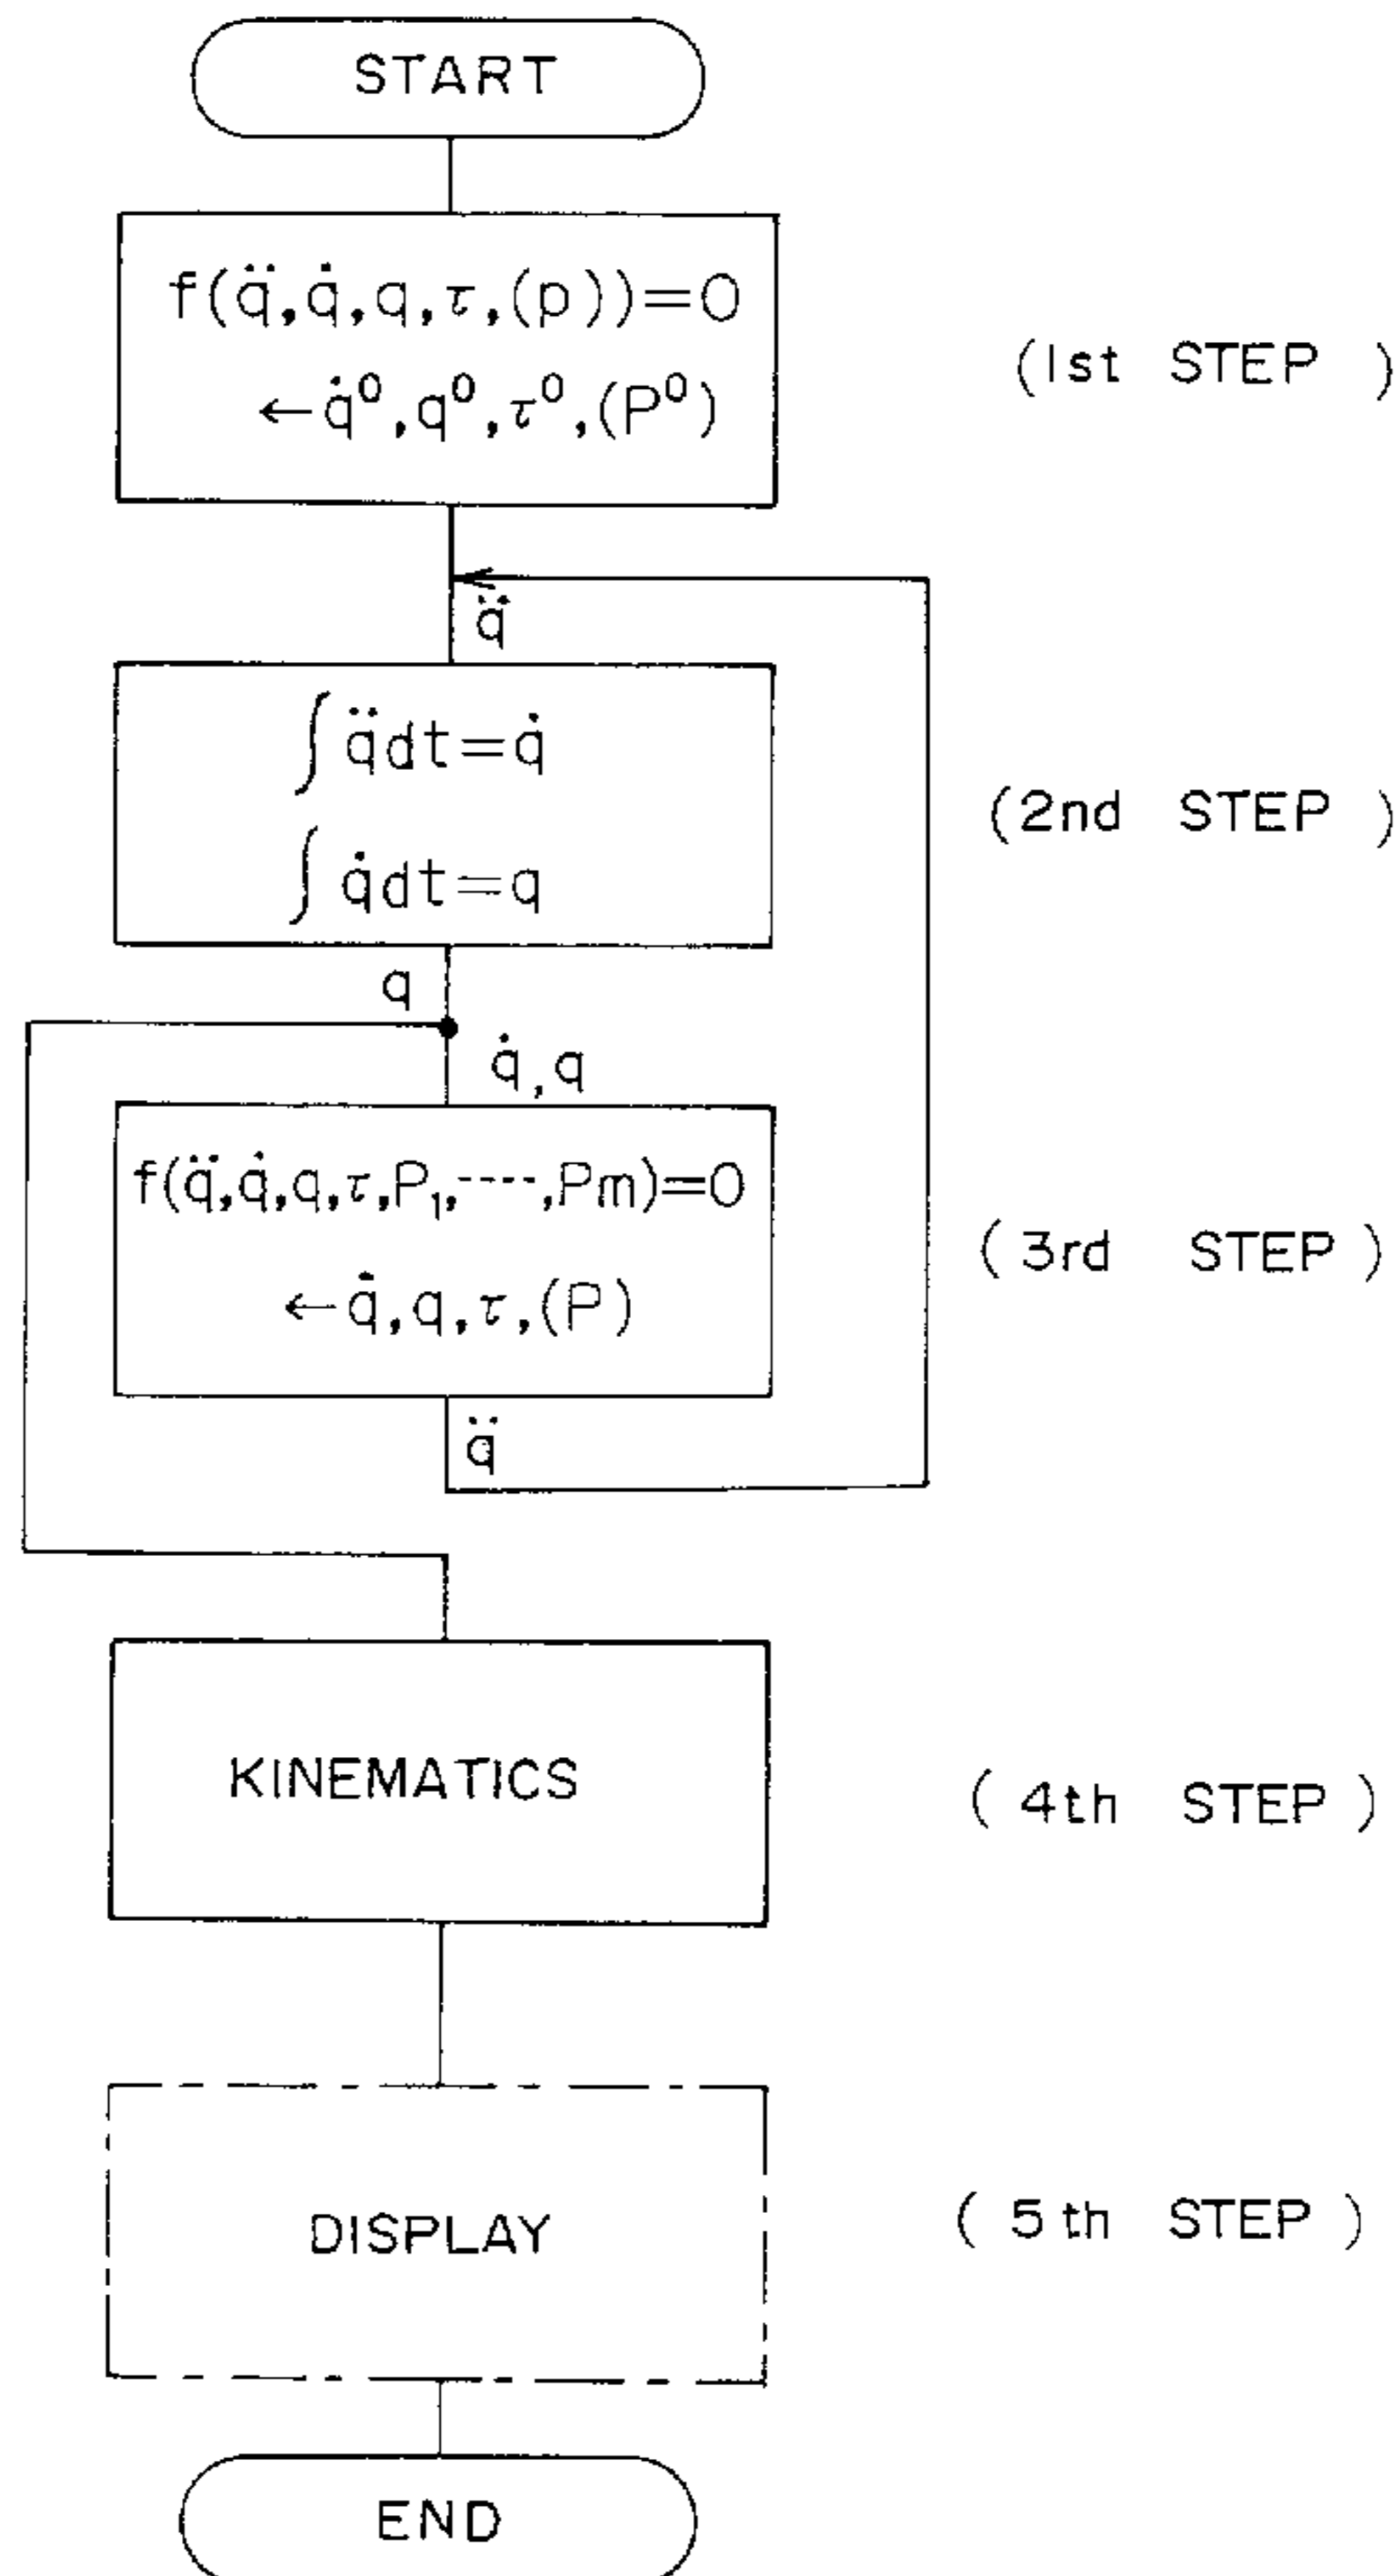 START
f(q̈,q̇,q,τ,(p))=0
(1st STEP )
←q̇⁰,q⁰,τ⁰,(P⁰)
q̈
∫q̈dt=q̇
(2nd STEP )
∫q̇dt=q
q
q̇,q
f(q̈,q̇,q,τ,P₁,----,Pm)=0
( 3rd STEP )
←q̇,q,τ,(P)
q̈
KINEMATICS
( 4th STEP )
DISPLAY
( 5th STEP )
END